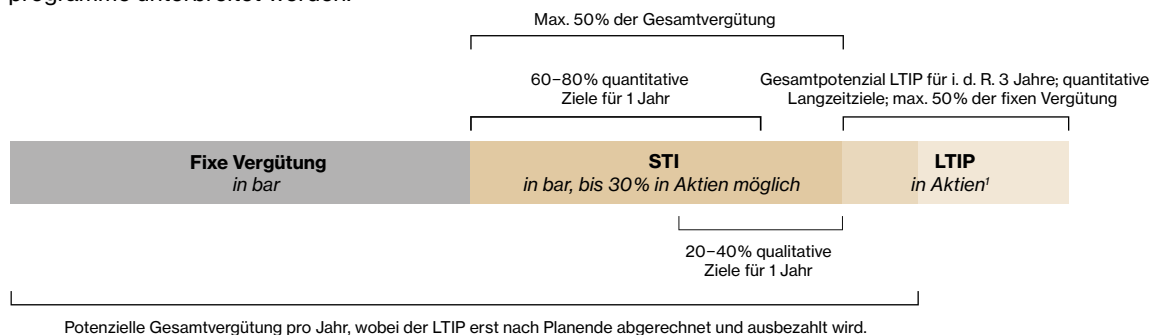 programme unterbreitet werden.
Max. 50% der Gesamtvergütung
60–80% quantitative
Ziele für 1 Jahr
Gesamtpotenzial LTIP für i. d. R. 3 Jahre; quantitative
Langzeitziele; max. 50% der fixen Vergütung
Fixe Vergütung
in bar
STI
in bar, bis 30% in Aktien möglich
LTIP
in Aktien¹
20–40% qualitative
Ziele für 1 Jahr
Potenzielle Gesamtvergütung pro Jahr, wobei der LTIP erst nach Planende abgerechnet und ausbezahlt wird.